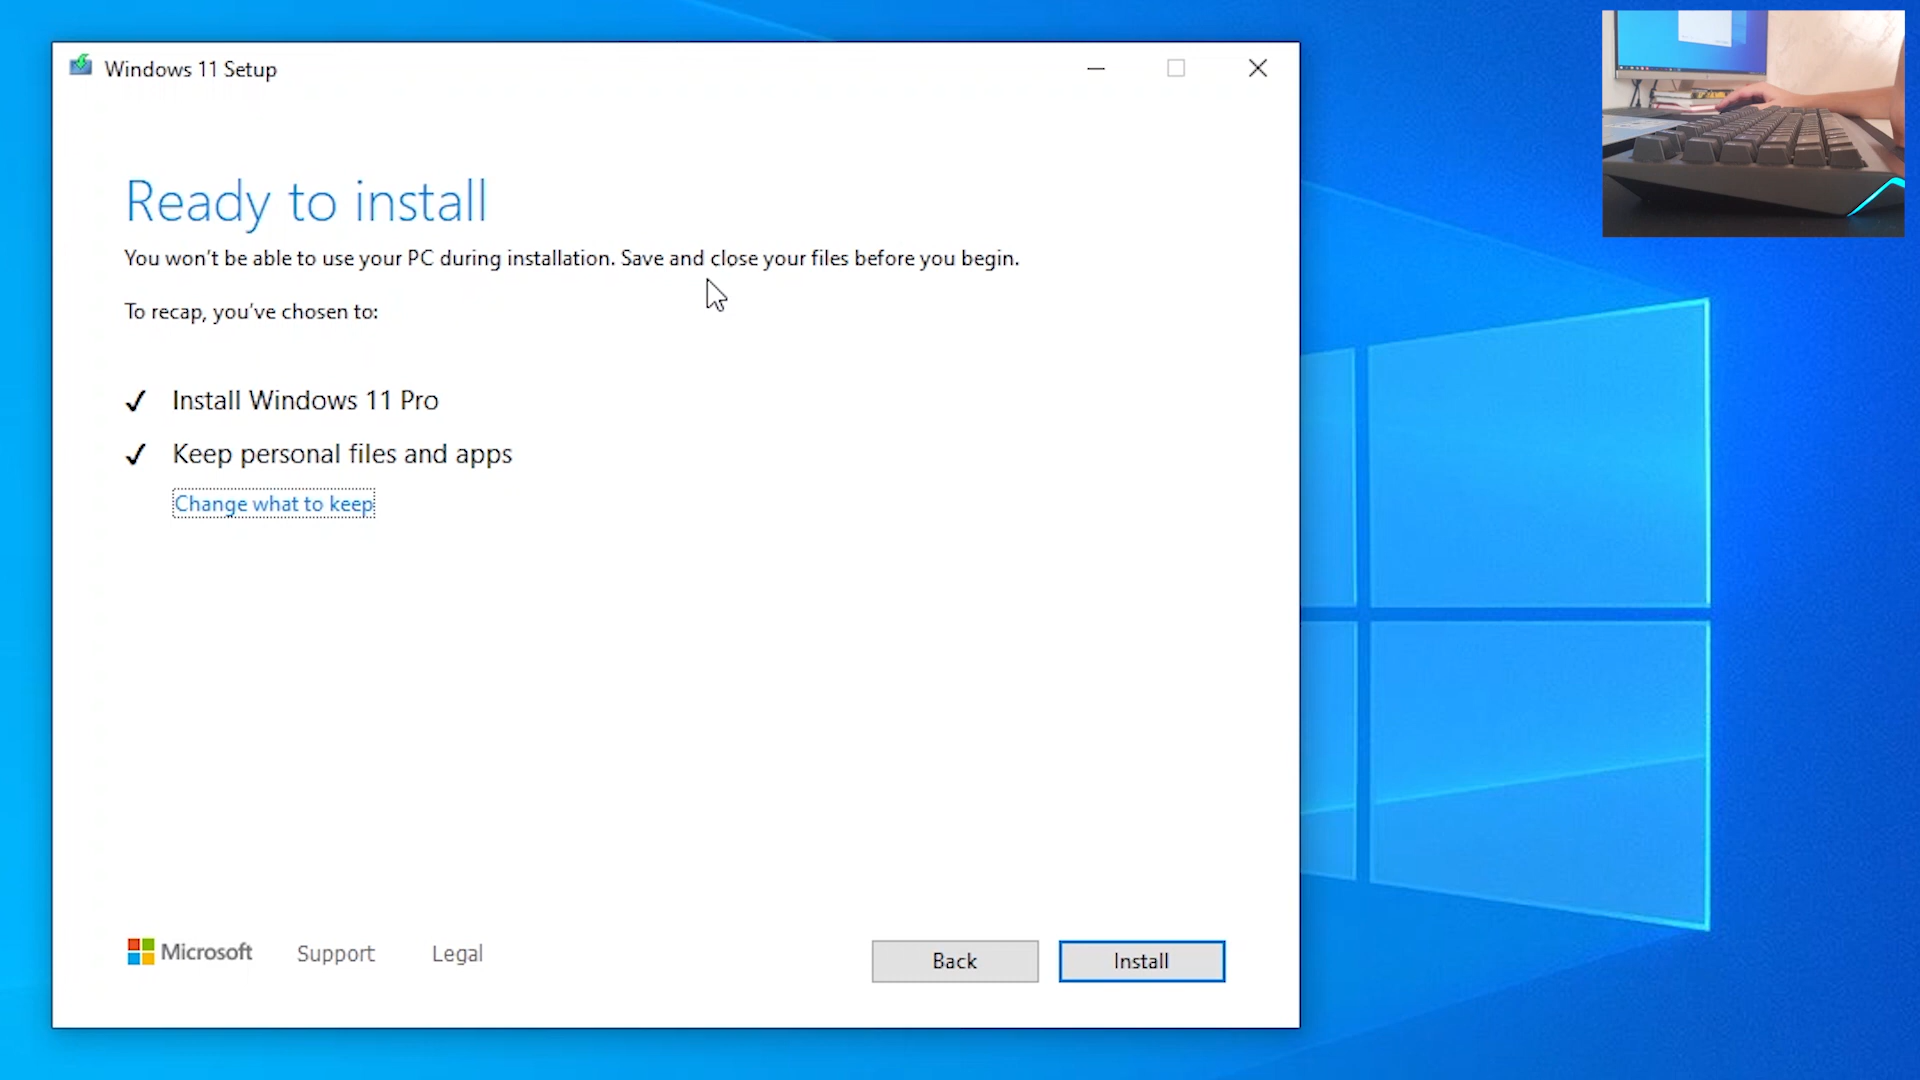 Windows 11 Setup
Ready to install
You won't be able to use your PC during installation. Save and close your files before you begin.
To recap, you've chosen to:
Install Windows 11 Pro
Keep personal files and apps
Change what to keep
Microsoft Support Legal
Back Install